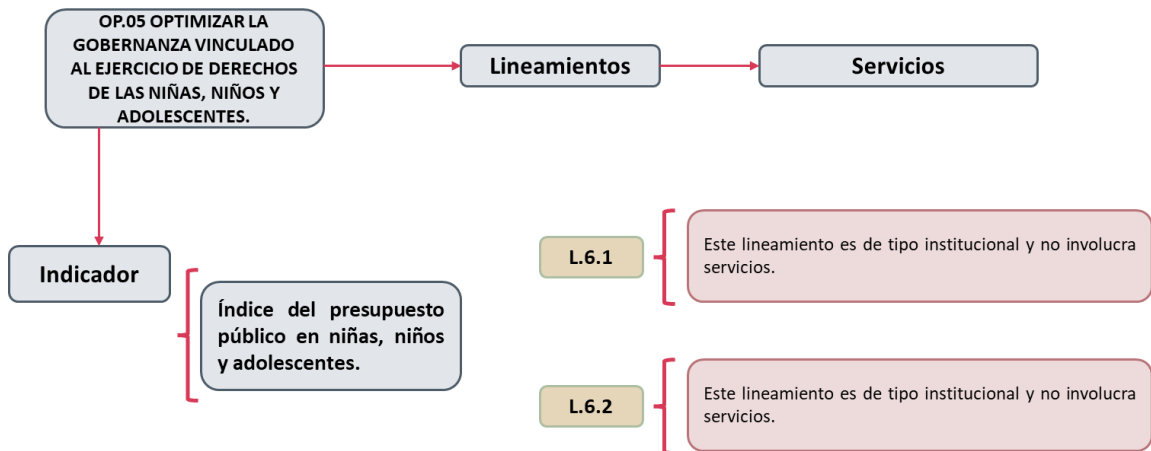 OP.05 OPTIMIZAR LA
GOBERNANZA VINCULADO
AL EJERCICIO DE DERECHOS
DE LAS NIÑAS, NIÑOS Y
ADOLESCENTES.
Lineamientos
Servicios
Indicador
Índice del presupuesto
público en niñas, niños
y adolescentes.
L.6.1
Este lineamiento es de tipo institucional y no involucra
servicios.
L.6.2
Este lineamiento es de tipo institucional y no involucra
servicios.